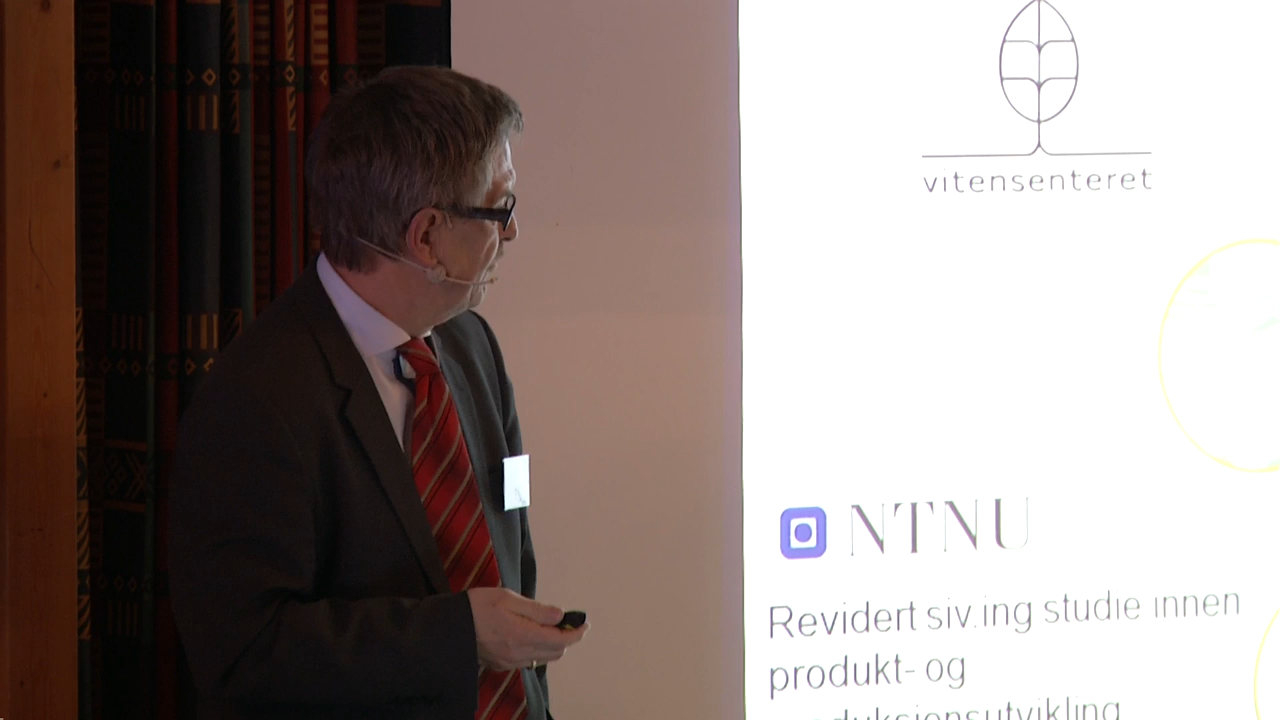 vitensenteret
NTNU
Revidert siv.ing studie innen
produkt- og